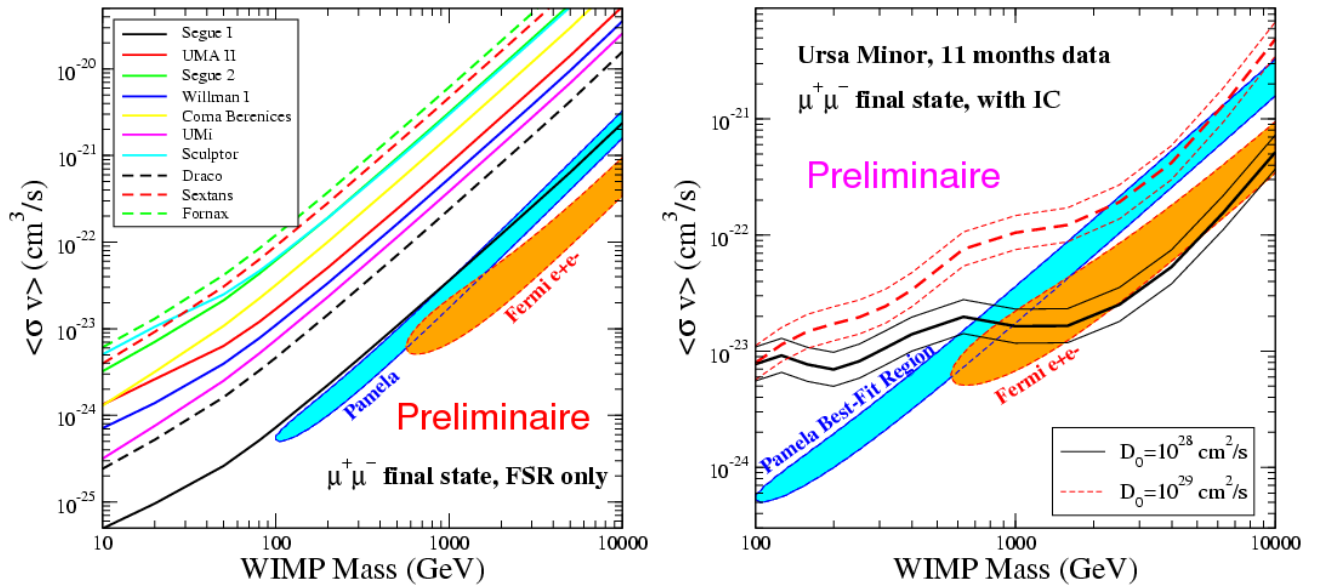 Segue 1
UMA II
Segue 2
Willman 1
Coma Berenices
UMi
Sculptor
Draco
Sextans
Fornax
10^-20
10^-21
10^-22
10^-23
10^-24
10^-25
<σ v> (cm^3/s)
Fermi e+e-
Pamela
Preliminaire
μ^+μ^- final state, FSR only
10 100 1000 10000
WIMP Mass (GeV)
Ursa Minor, 11 months data
μ^+μ^- final state, with IC
Preliminaire
10^-21
10^-22
10^-23
10^-24
<σ v> (cm^3/s)
Pamela Best-Fit Region
Fermi e+e-
D_0=10^28 cm^2/s
D_0=10^29 cm^2/s
100 1000 10000
WIMP Mass (GeV)